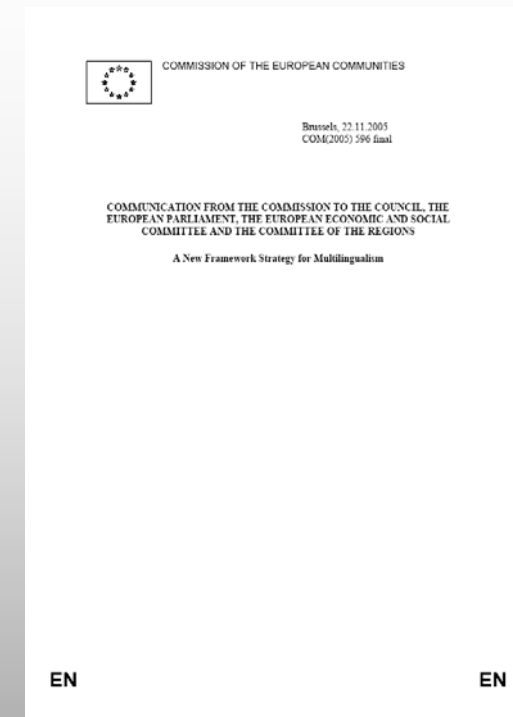 COMMISSION OF THE EUROPEAN COMMUNITIES
Brussels, 22.11.2005
COM(2005) 596 final
COMMUNICATION FROM THE COMMISSION TO THE COUNCIL, THE
EUROPEAN PARLIAMENT, THE EUROPEAN ECONOMIC AND SOCIAL
COMMITTEE AND THE COMMITTEE OF THE REGIONS
A New Framework Strategy for Multilingualism
EN EN